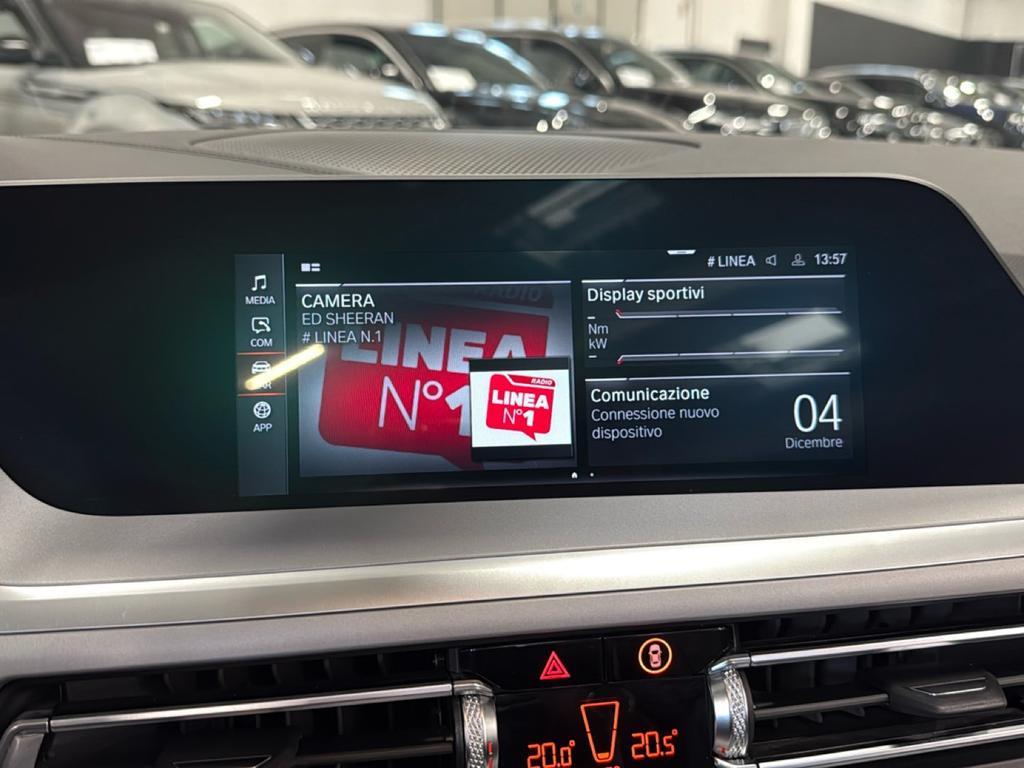 # LINEA 13:57
MEDIA
COM
APP
CAMERA
ED SHEERAN
# LINEA N.1
RADIO
LINEA
N°1
RADIO
LINEA
N°1
Display sportivi
Nm
kW
Comunicazione
Connessione nuovo
dispositivo
04
Dicembre
20.0° 20.5°